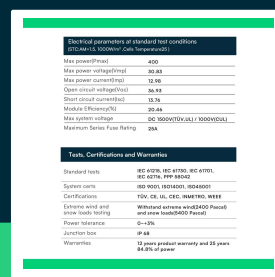 Electrical parameters at standard test conditions
(STC:AM=1.5, 1000W/m² ,Cells Temperature25 )
Max power(Pmax) 400
Max power voltage(Vmp) 30.83
Max power current(Imp) 12.98
Open circuit voltage(Voc) 36.93
Short circuit current(Isc) 13.76
Module Efficiency(%) 20.46
Max system voltage DC 1500V(TÜV.UL) / 1000V(CUL)
Maximum Series Fuse Rating 25A
Tests, Certifications and Warranties
Standard tests IEC 61215, IEC 61730, IEC 61701,
IEC 62716, PPP 58042
System certs ISO 9001, ISO14001, ISO45001
Certifications TÜV, CE, UL, CEC, INMETRO, WEEE
Extreme wind and Withstand extreme wind(2400 Pascal)
snow loads testing and snow loads(5400 Pascal)
Power tolerance 0~+3%
Junction box IP 68
Warranties 12 years product warranty and 25 years
84.8% of power